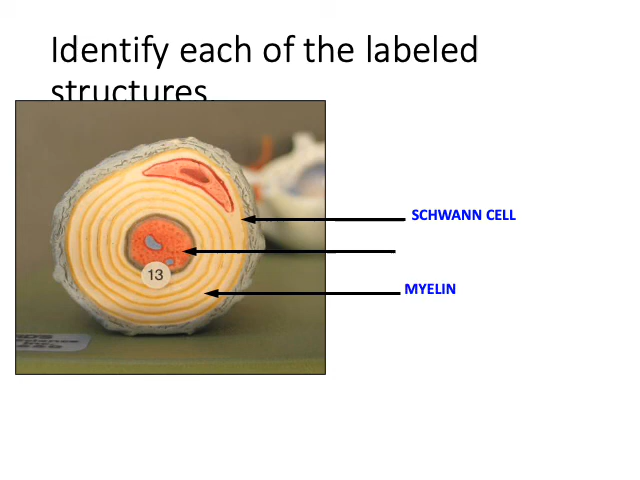 Identify each of the labeled
structures.
SCHWANN CELL
13
MYELIN